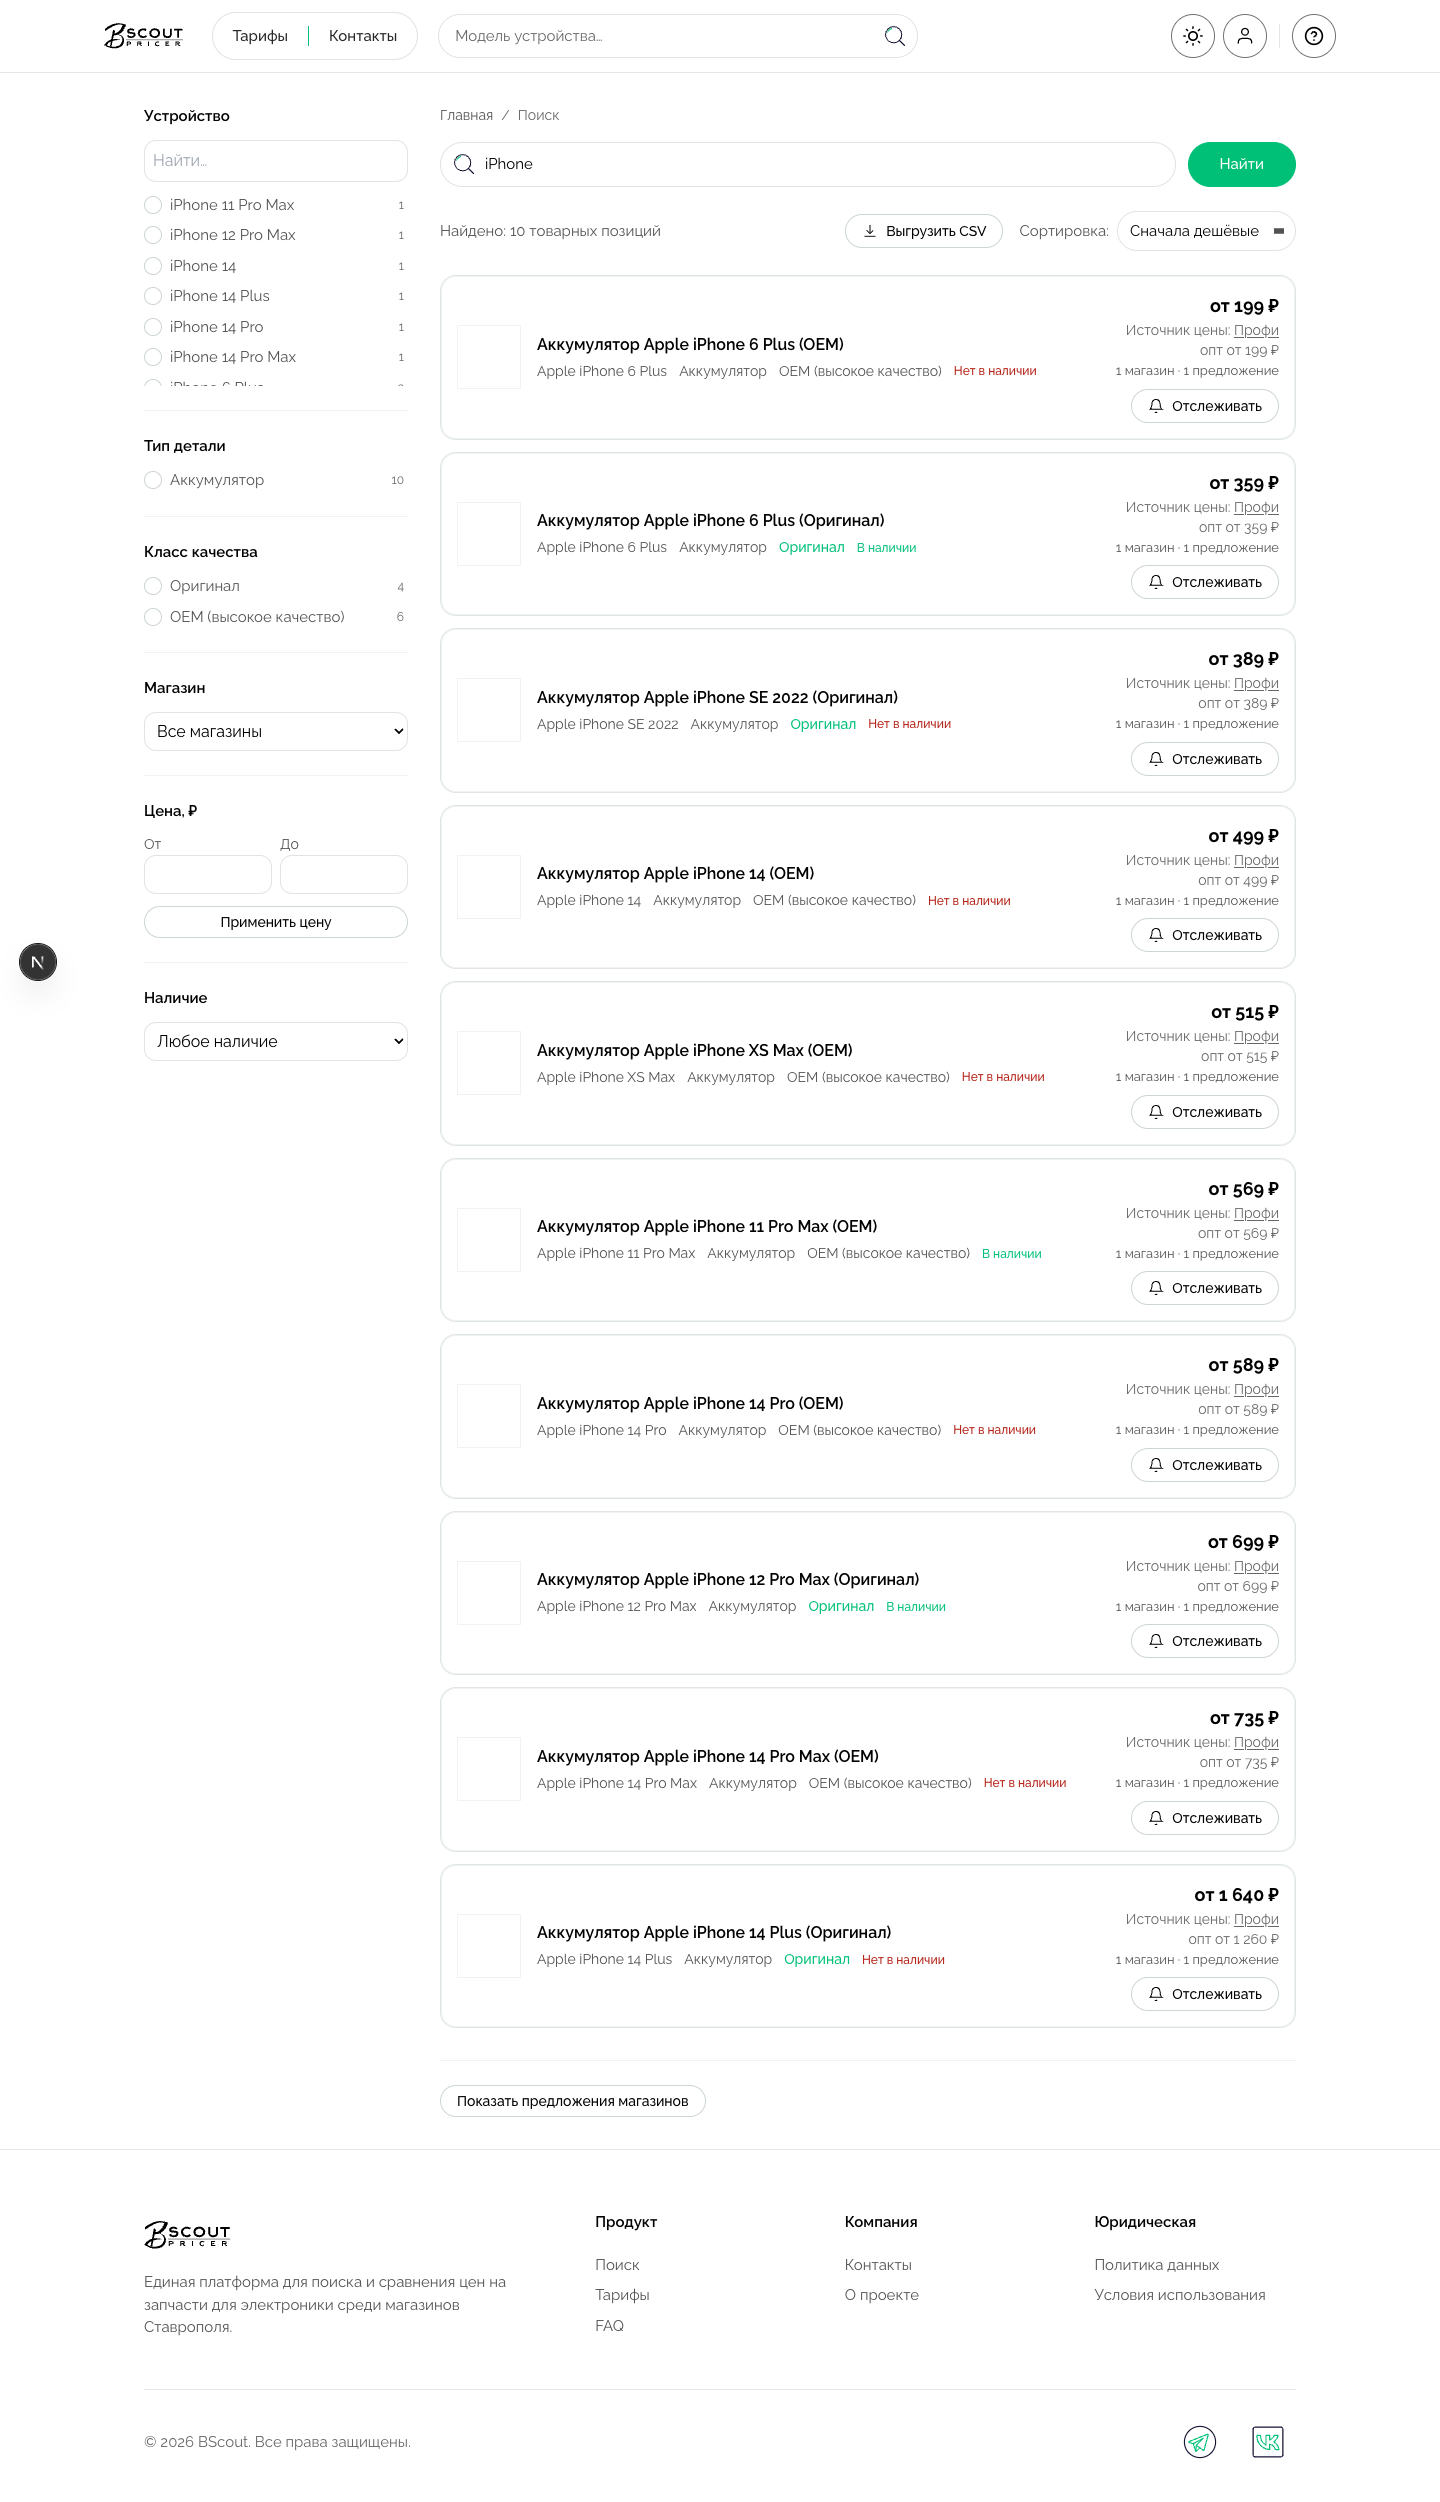 BSCOUT
PRICER
Тарифы
Контакты
Модель устройства…
Устройство
Найти…
iPhone 11 Pro Max 1
iPhone 12 Pro Max 1
iPhone 14 1
iPhone 14 Plus 1
iPhone 14 Pro 1
iPhone 14 Pro Max 1
iPhone 6 Plus
Тип детали
Аккумулятор 10
Класс качества
Оригинал 4
OEM (высокое качество) 6
Магазин
Все магазины
Цена, ₽
От До
Применить цену
Наличие
Любое наличие
Главная / Поиск
iPhone
Найти
Найдено: 10 товарных позиций
Выгрузить CSV
Сортировка: Сначала дешёвые
Аккумулятор Apple iPhone 6 Plus (OEM)
Apple iPhone 6 Plus Аккумулятор OEM (высокое качество) Нет в наличии
от 199 ₽
Источник цены: Профи
опт от 199 ₽
1 магазин · 1 предложение
Отслеживать
Аккумулятор Apple iPhone 6 Plus (Оригинал)
Apple iPhone 6 Plus Аккумулятор Оригинал В наличии
от 359 ₽
Источник цены: Профи
опт от 359 ₽
1 магазин · 1 предложение
Отслеживать
Аккумулятор Apple iPhone SE 2022 (Оригинал)
Apple iPhone SE 2022 Аккумулятор Оригинал Нет в наличии
от 389 ₽
Источник цены: Профи
опт от 389 ₽
1 магазин · 1 предложение
Отслеживать
Аккумулятор Apple iPhone 14 (OEM)
Apple iPhone 14 Аккумулятор OEM (высокое качество) Нет в наличии
от 499 ₽
Источник цены: Профи
опт от 499 ₽
1 магазин · 1 предложение
Отслеживать
Аккумулятор Apple iPhone XS Max (OEM)
Apple iPhone XS Max Аккумулятор OEM (высокое качество) Нет в наличии
от 515 ₽
Источник цены: Профи
опт от 515 ₽
1 магазин · 1 предложение
Отслеживать
Аккумулятор Apple iPhone 11 Pro Max (OEM)
Apple iPhone 11 Pro Max Аккумулятор OEM (высокое качество) В наличии
от 569 ₽
Источник цены: Профи
опт от 569 ₽
1 магазин · 1 предложение
Отслеживать
Аккумулятор Apple iPhone 14 Pro (OEM)
Apple iPhone 14 Pro Аккумулятор OEM (высокое качество) Нет в наличии
от 589 ₽
Источник цены: Профи
опт от 589 ₽
1 магазин · 1 предложение
Отслеживать
Аккумулятор Apple iPhone 12 Pro Max (Оригинал)
Apple iPhone 12 Pro Max Аккумулятор Оригинал В наличии
от 699 ₽
Источник цены: Профи
опт от 699 ₽
1 магазин · 1 предложение
Отслеживать
Аккумулятор Apple iPhone 14 Pro Max (OEM)
Apple iPhone 14 Pro Max Аккумулятор OEM (высокое качество) Нет в наличии
от 735 ₽
Источник цены: Профи
опт от 735 ₽
1 магазин · 1 предложение
Отслеживать
Аккумулятор Apple iPhone 14 Plus (Оригинал)
Apple iPhone 14 Plus Аккумулятор Оригинал Нет в наличии
от 1 640 ₽
Источник цены: Профи
опт от 1 260 ₽
1 магазин · 1 предложение
Отслеживать
Показать предложения магазинов
BSCOUT
PRICER
Единая платформа для поиска и сравнения цен на
запчасти для электроники среди магазинов
Ставрополя.
Продукт
Поиск
Тарифы
FAQ
Компания
Контакты
О проекте
Юридическая
Политика данных
Условия использования
© 2026 BScout. Все права защищены.